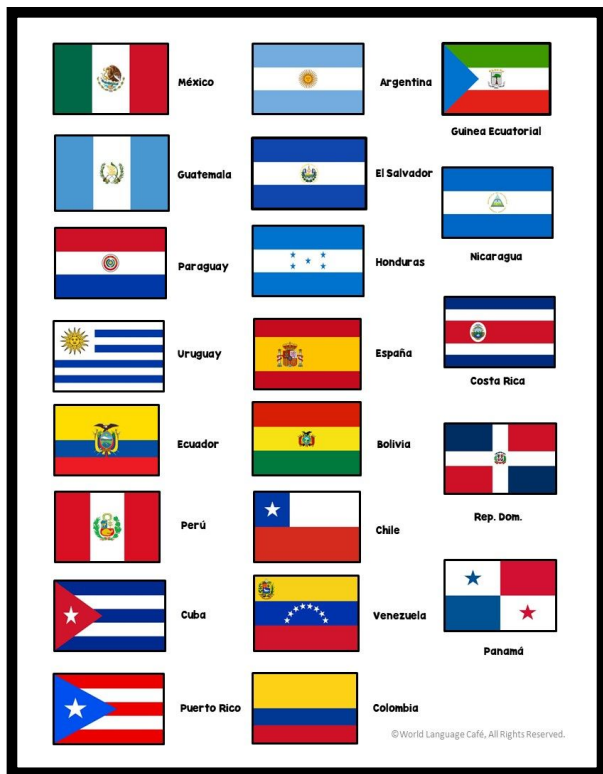 México
Guatemala
Paraguay
Uruguay
Ecuador
Perú
Cuba
Puerto Rico
Argentina
El Salvador
Honduras
España
Bolivia
Chile
Venezuela
Colombia
Guinea Ecuatorial
Nicaragua
Costa Rica
Rep. Dom.
Panamá
©World Language Café, All Rights Reserved.